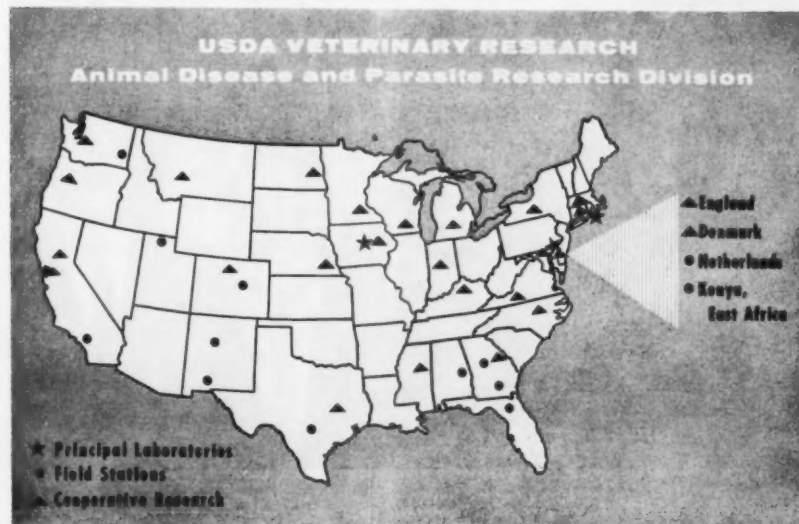 USDA VETERINARY RESEARCH
Animal Disease and Parasite Research Division
England
Denmark
Netherlands
Kenya,
East Africa
Principal Laboratories
Field Stations
Cooperative Research